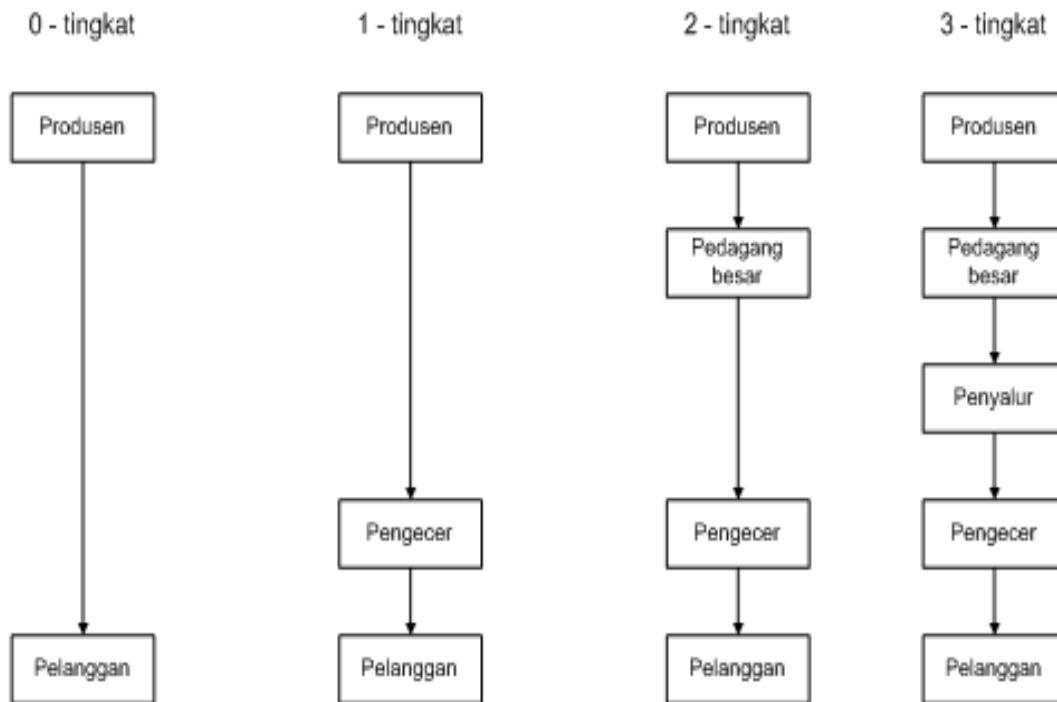 0 - tingkat
1 - tingkat
2 - tingkat
3 - tingkat
Produsen
Produsen
Produsen
Produsen
Pedagang
besar
Pedagang
besar
Penyalur
Pengecer
Pengecer
Pengecer
Pelanggan
Pelanggan
Pelanggan
Pelanggan